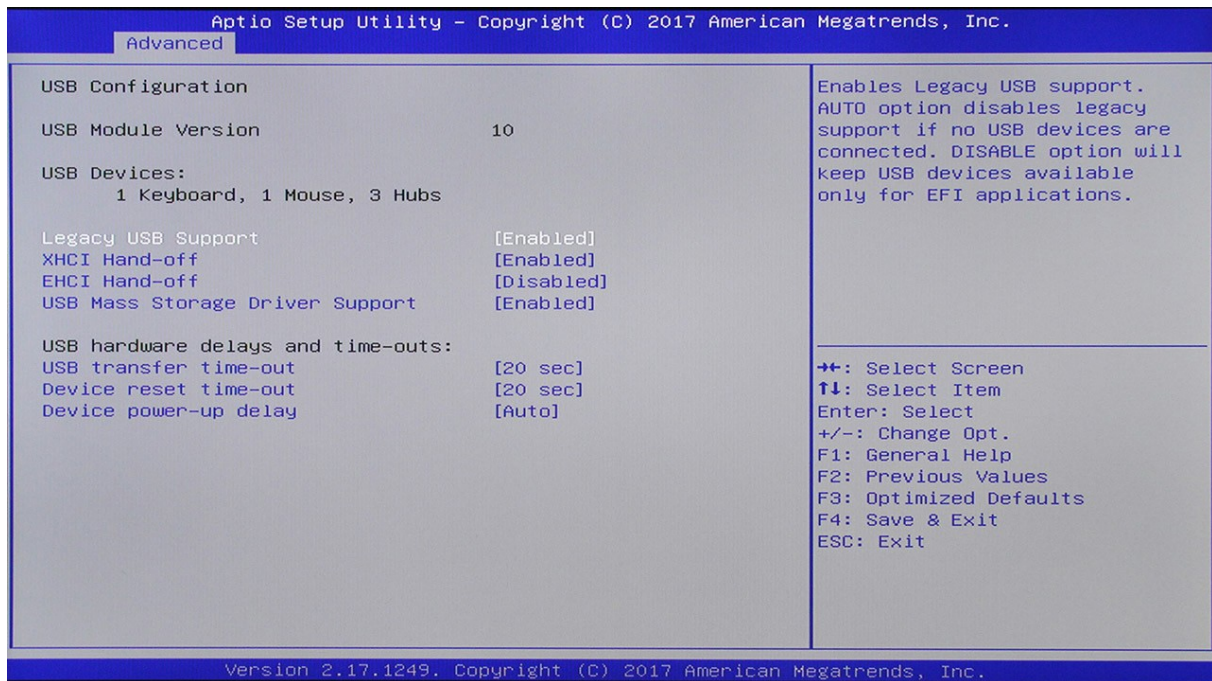 Aptio Setup Utility – Copyright (C) 2017 American Megatrends, Inc.
Advanced
USB Configuration
USB Module Version 10
USB Devices:
1 Keyboard, 1 Mouse, 3 Hubs
Legacy USB Support [Enabled]
XHCI Hand-off [Enabled]
EHCI Hand-off [Disabled]
USB Mass Storage Driver Support [Enabled]
USB hardware delays and time-outs:
USB transfer time-out [20 sec]
Device reset time-out [20 sec]
Device power-up delay [Auto]
Enables Legacy USB support.
AUTO option disables legacy
support if no USB devices are
connected. DISABLE option will
keep USB devices available
only for EFI applications.
→←: Select Screen
↑↓: Select Item
Enter: Select
+/-: Change Opt.
F1: General Help
F2: Previous Values
F3: Optimized Defaults
F4: Save & Exit
ESC: Exit
Version 2.17.1249. Copyright (C) 2017 American Megatrends, Inc.